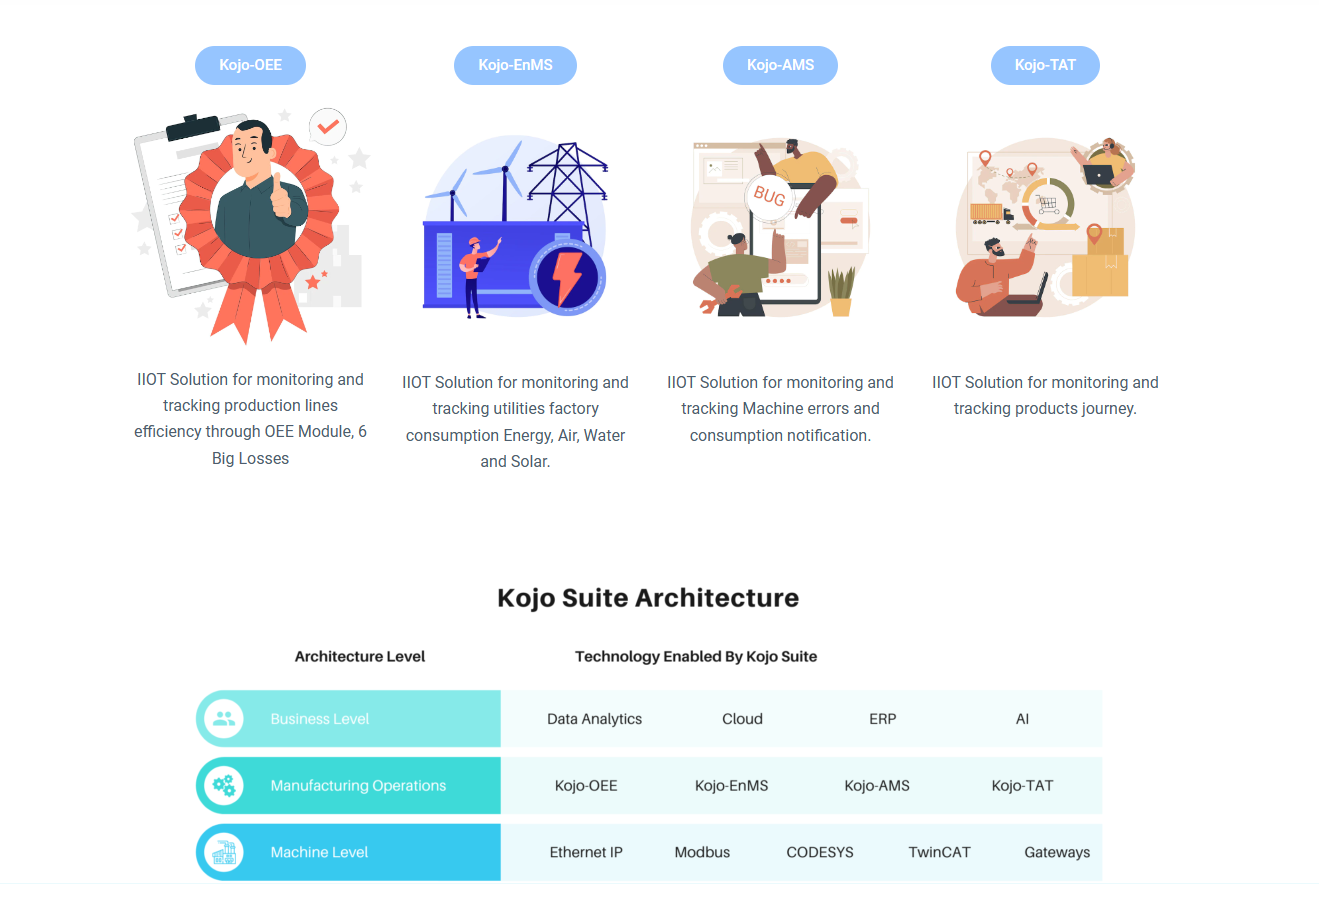 Kojo-OEE
Kojo-EnMS
Kojo-AMS
Kojo-TAT
BUG
IIOT Solution for monitoring and
tracking production lines
efficiency through OEE Module, 6
Big Losses
IIOT Solution for monitoring and
tracking utilities factory
consumption Energy, Air, Water
and Solar.
IIOT Solution for monitoring and
tracking Machine errors and
consumption notification.
IIOT Solution for monitoring and
tracking products journey.
Kojo Suite Architecture
Architecture Level
Technology Enabled By Kojo Suite
Business Level
Data Analytics
Cloud
ERP
AI
Manufacturing Operations
Kojo-OEE
Kojo-EnMS
Kojo-AMS
Kojo-TAT
Machine Level
Ethernet IP
Modbus
CODESYS
TwinCAT
Gateways